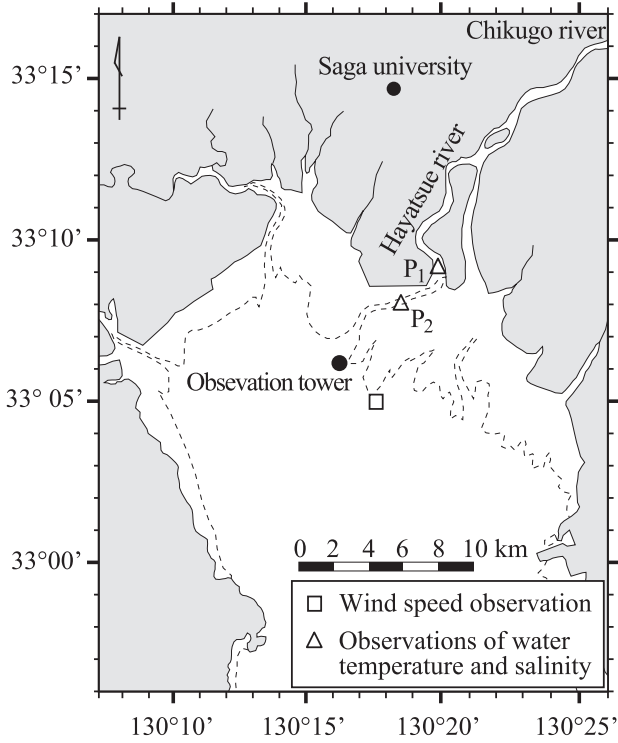 Chikugo river
33°15’
Saga university
Hayatsue river
33°10’
P1
P2
Obsevation tower
33° 05’
0 2 4 6 8 10 km
33°00’
Wind speed observation
Observations of water
temperature and salinity
130°10’ 130°15’ 130°20’ 130°25’